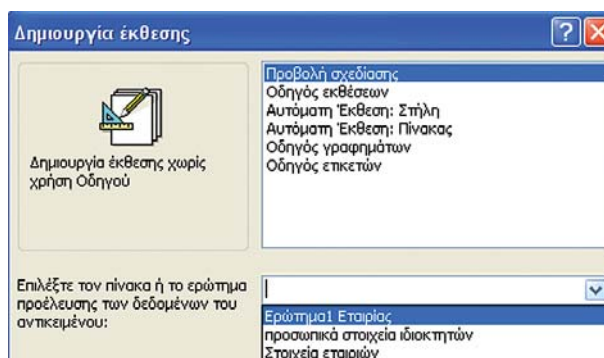 Δημιουργία έκθεσης
Προβολή σχεδίασης
Οδηγός εκθέσεων
Αυτόματη Έκθεση: Στήλη
Αυτόματη Έκθεση: Πίνακας
Οδηγός γραφημάτων
Οδηγός ετικετών
Δημιουργία έκθεσης χωρίς
χρήση Οδηγού
Επιλέξτε τον πίνακα ή το ερώτημα
προέλευσης των δεδομένων του
αντικειμένου:
Ερώτημα1 Εταιρίας
προσωπικά στοιχεία ιδιοκτητών
Στοιχεία εταιριών